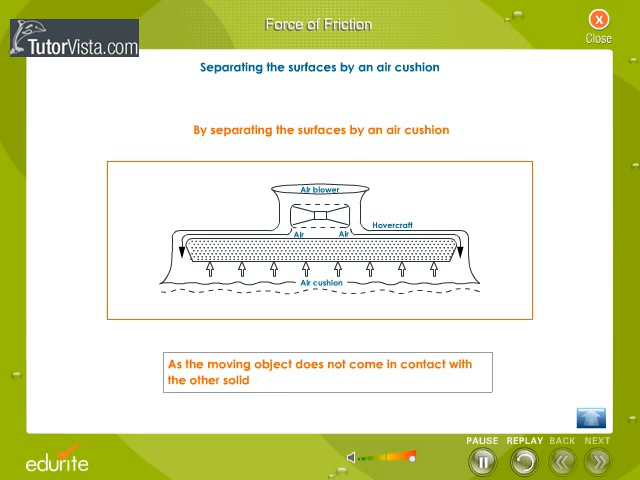 Force of Friction
Close
TutorVista.com
Separating the surfaces by an air cushion
By separating the surfaces by an air cushion
Air blower
Hovercraft
Air
Air
Air cushion
As the moving object does not come in contact with
the other solid
PAUSE REPLAY BACK NEXT
edurite